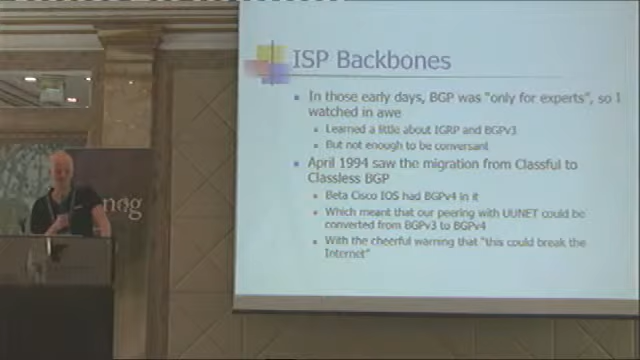 ISP Backbones
In those early days, BGP was "only for experts", so I
watched in awe
Learned a little about IGRP and BGPv3
But not enough to be conversant
April 1994 saw the migration from Classful to
Classless BGP
Beta Cisco IOS had BGPv4 in it
Which meant that our peering with UUNET could be
converted from BGPv3 to BGPv4
With the cheerful warning that "this could break the
Internet"
nog